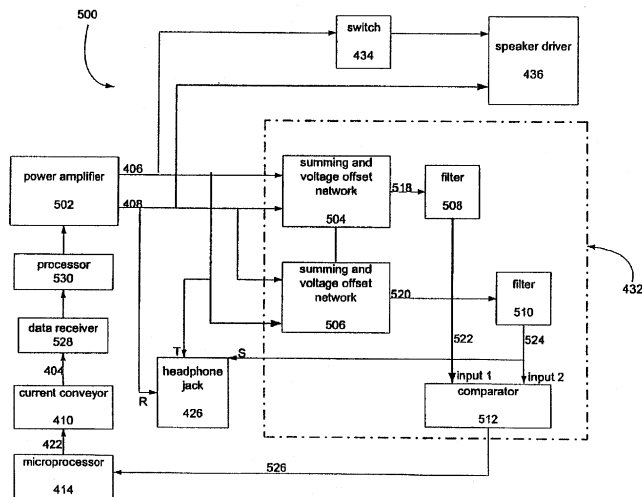 500
switch
434
speaker driver
436
power amplifier
502
406
408
summing and
voltage offset
network
504
518
filter
508
432
processor
530
summing and
voltage offset
network
506
520
filter
510
data receiver
528
522
524
404
T
S
headphone
jack
426
R
input 1
input 2
current conveyor
410
comparator
512
422
microprocessor
414
526